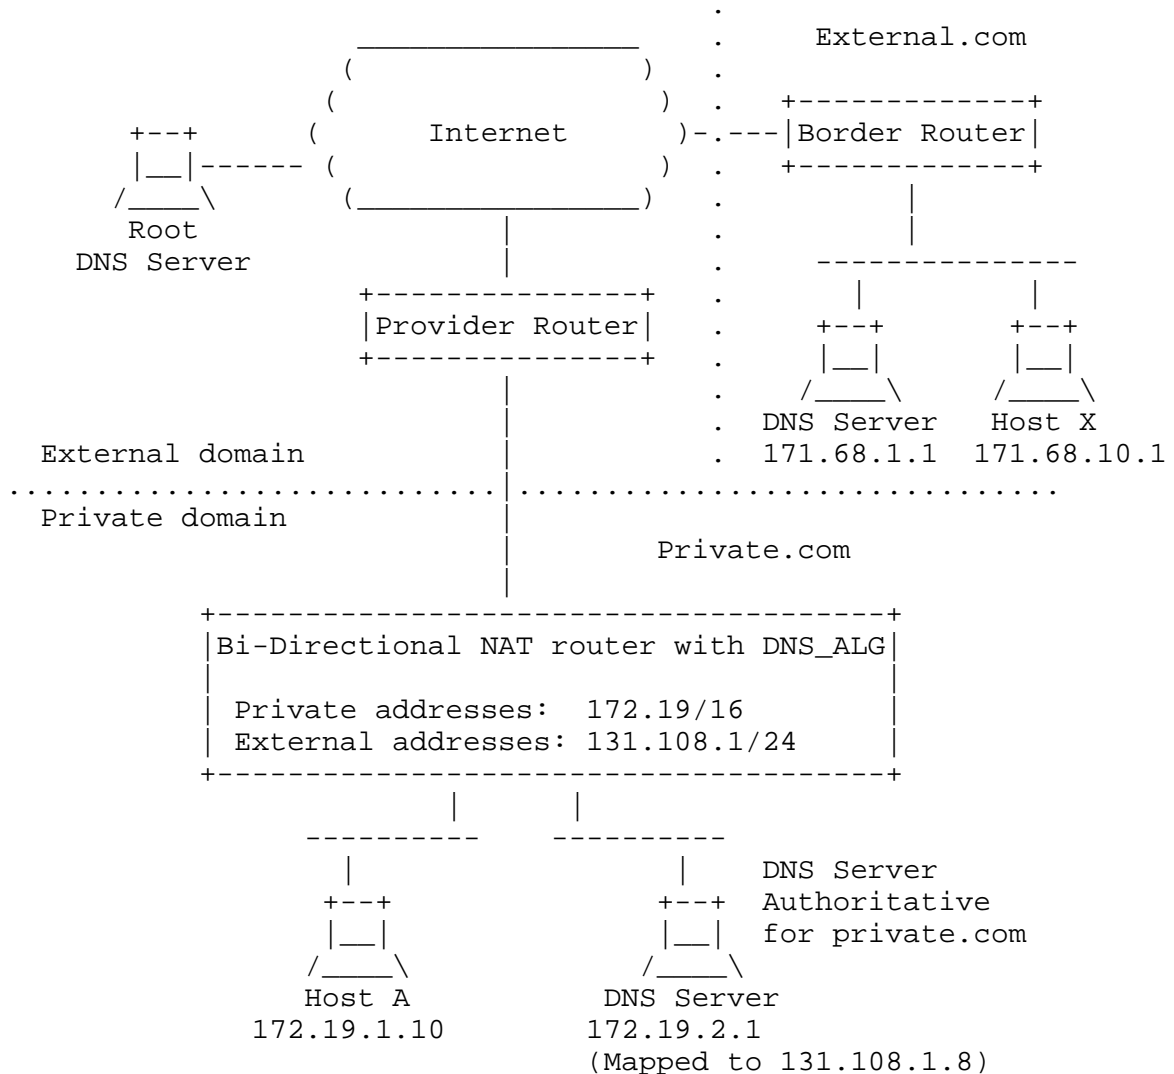 External.com
Internet
Border Router
Root
DNS Server
Provider Router
DNS Server Host X
171.68.1.1 171.68.10.1
External domain
Private domain
Private.com
Bi-Directional NAT router with DNS_ALG
Private addresses: 172.19/16
External addresses: 131.108.1/24
DNS Server
Authoritative
for private.com
Host A DNS Server
172.19.1.10 172.19.2.1
(Mapped to 131.108.1.8)